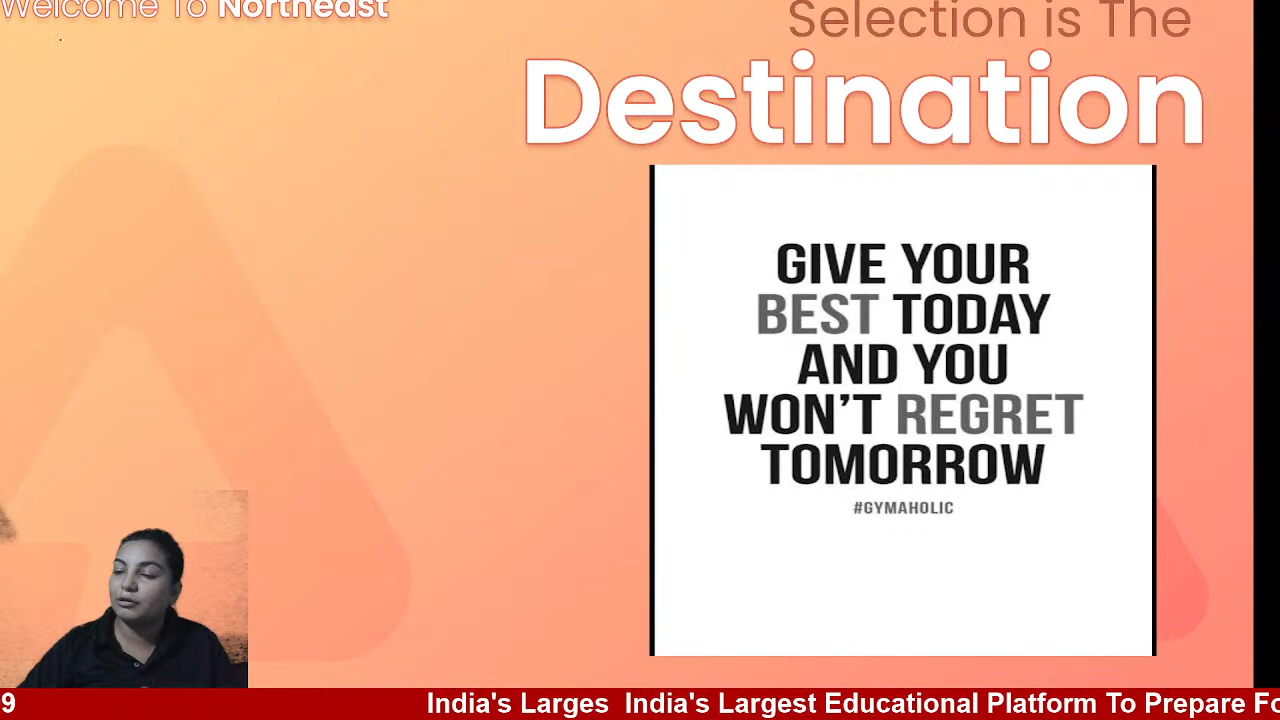 Welcome To Northeast
Selection is The
Destination
GIVE YOUR
BEST TODAY
AND YOU
WON'T REGRET
TOMORROW
#GYMAHOLIC
9 India's Larges India's Largest Educational Platform To Prepare Fo